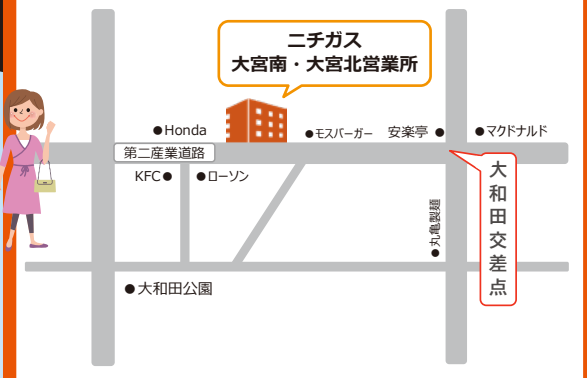 ニチガス
大宮南・大宮北営業所
●Honda
●モスバーガー
安楽亭●
●マクドナルド
第二産業道路
KFC●
●ローソン
大和田交差点
●丸亀製麺
●大和田公園